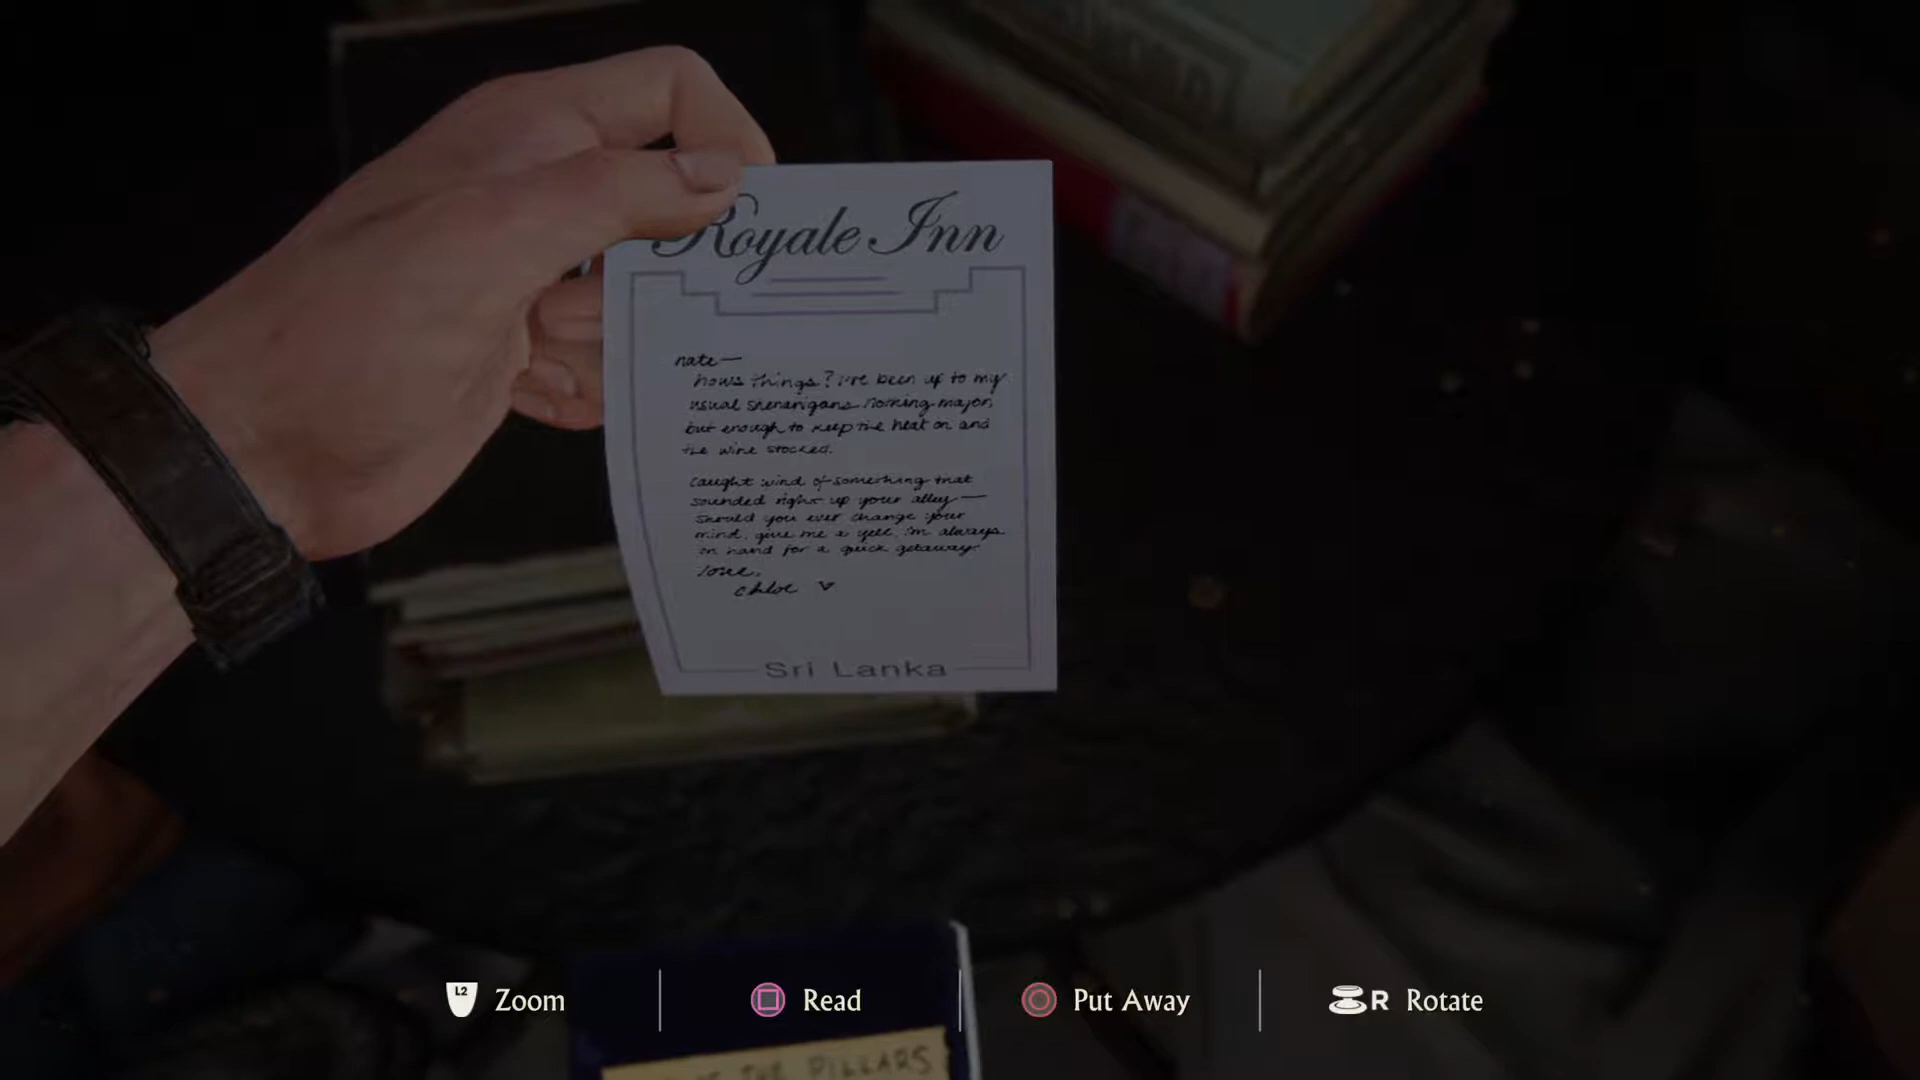 WORLD
Royale Inn
nate—
hows things? i've been up to my
usual shenanigans. nothing major,
but enough to keep the heat on and
the wine stocked.
caught wind of something that
sounded right up your alley—
should you ever change your
mind, give me a yell. i'm always
on hand for a quick getaway.
love,
chloe
Sri Lanka
L2 Zoom
Read
Put Away
R Rotate
THE PILLARS